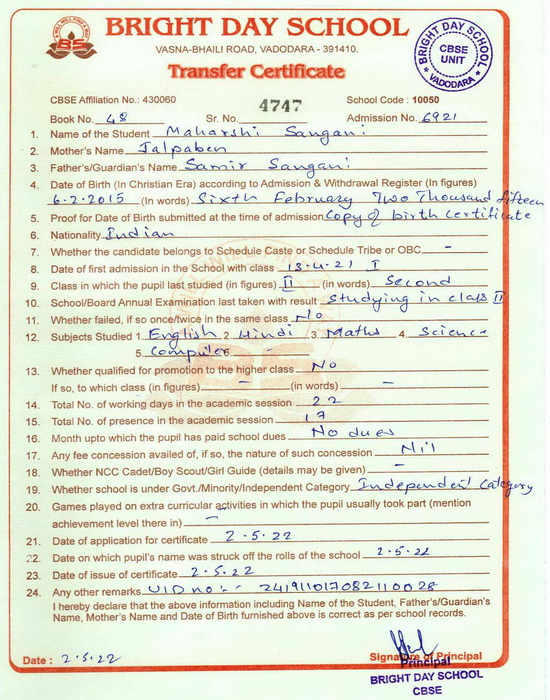 BRIGHT DAY SCHOOL
VASNA-BHAILI ROAD, VADODARA - 391410.
Transfer Certificate
BRIGHT DAY SCHOOL
CBSE UNIT
VADODARA
CBSE Affiliation No.: 430060 4747 School Code : 10050
Book No. 48 Sr. No. Admission No. 6921
1. Name of the Student Maharshi Sangani
2. Mother's Name Jalpaben
3. Father's/Guardian's Name Samir Sangani
4. Date of Birth (In Christian Era) according to Admission & Withdrawal Register (In figures)
6-2-2015 (In words) Sixth February Two Thousand fifteen
5. Proof for Date of Birth submitted at the time of admission Copy of birth certificate
6. Nationality Indian
7. Whether the candidate belongs to Schedule Caste or Schedule Tribe or OBC -
8. Date of first admission in the School with class 13-4-21 I
9. Class in which the pupil last studied (in figures) II (in words) Second
10. School/Board Annual Examination last taken with result Studying in class II
11. Whether failed, if so once/twice in the same class No
12. Subjects Studied 1. English 2. Hindi 3. Maths 4. Science
5. Computer 6. -
13. Whether qualified for promotion to the higher class No
If so, to which class (in figures) - (in words) -
14. Total No. of working days in the academic session 22
15. Total No. of presence in the academic session 17
16. Month upto which the pupil has paid school dues No dues
17. Any fee concession availed of, if so, the nature of such concession Nil
18. Whether NCC Cadet/Boy Scout/Girl Guide (details may be given) -
19. Whether school is under Govt./Minority/Independent Category Independent Category
20. Games played on extra curricular activities in which the pupil usually took part (mention
achievement level there in) -
21. Date of application for certificate 2-5-22
22. Date on which pupil's name was struck off the rolls of the school 2-5-22
23. Date of issue of certificate 2-5-22
24. Any other remarks UID no:- 241911017082110028
I hereby declare that the above information including Name of the Student, Father's/Guardian's
Name, Mother's Name and Date of Birth furnished above is correct as per school records.
Date : 2-5-22 Signature of Principal
Principal
BRIGHT DAY SCHOOL
CBSE